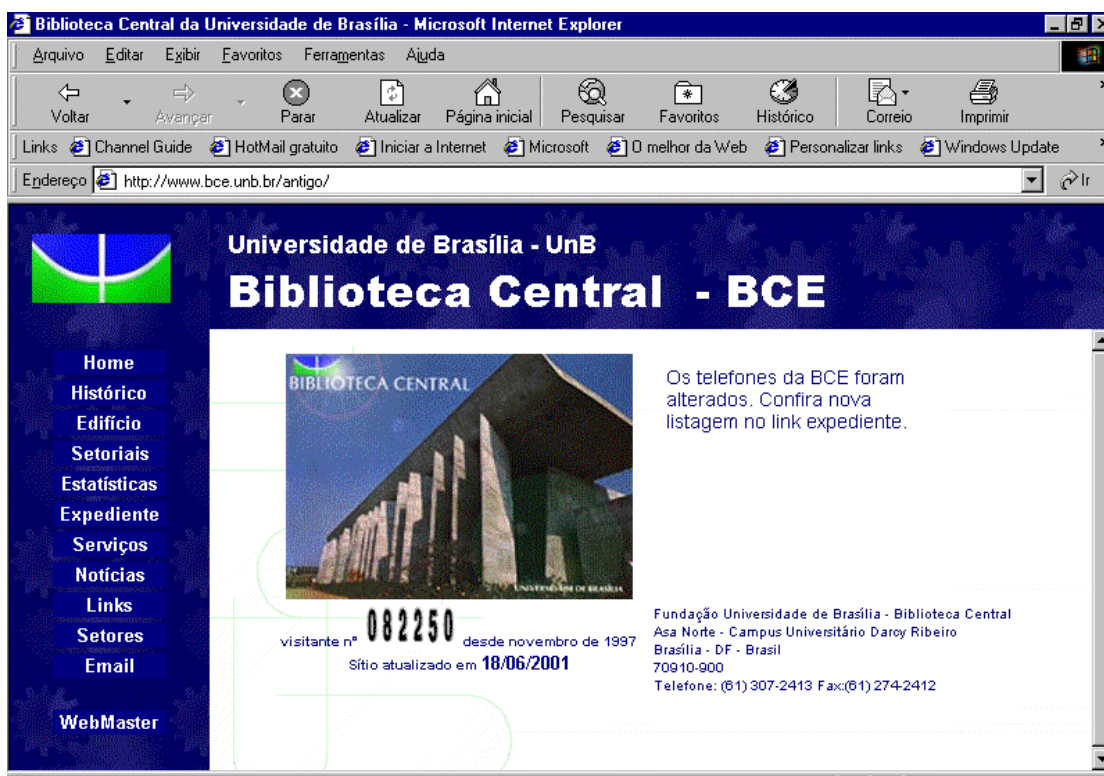 Biblioteca Central da Universidade de Brasília - Microsoft Internet Explorer
Arquivo Editar Exibir Favoritos Ferramentas Ajuda
Voltar Avançar Parar Atualizar Página inicial Pesquisar Favoritos Histórico Correio Imprimir
Links Channel Guide HotMail gratuito Iniciar a Internet Microsoft O melhor da Web Personalizar links Windows Update
Endereço http://www.bce.unb.br/antigo/ Ir
Universidade de Brasília - UnB
Biblioteca Central - BCE
Home
Histórico
Edifício
Setoriais
Estatísticas
Expediente
Serviços
Notícias
Links
Setores
Email
WebMaster
BIBLIOTECA CENTRAL
UNIVERSIDADE DE BRASÍLIA
Os telefones da BCE foram
alterados. Confira nova
listagem no link expediente.
visitante nº 082250 desde novembro de 1997
Sítio atualizado em 18/06/2001
Fundação Universidade de Brasília - Biblioteca Central
Asa Norte - Campus Universitário Darcy Ribeiro
Brasília - DF - Brasil
70910-900
Telefone: (61) 307-2413 Fax:(61) 274-2412